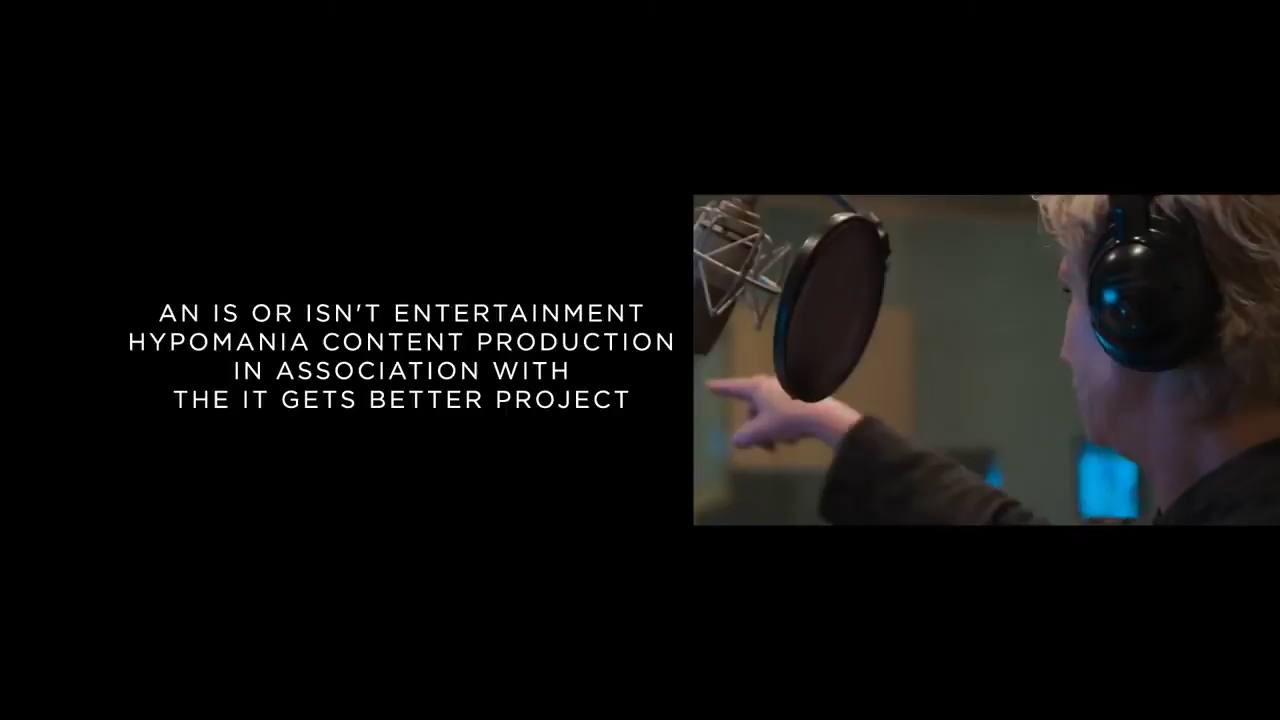 AN IS OR ISN'T ENTERTAINMENT
HYPOMANIA CONTENT PRODUCTION
IN ASSOCIATION WITH
THE IT GETS BETTER PROJECT